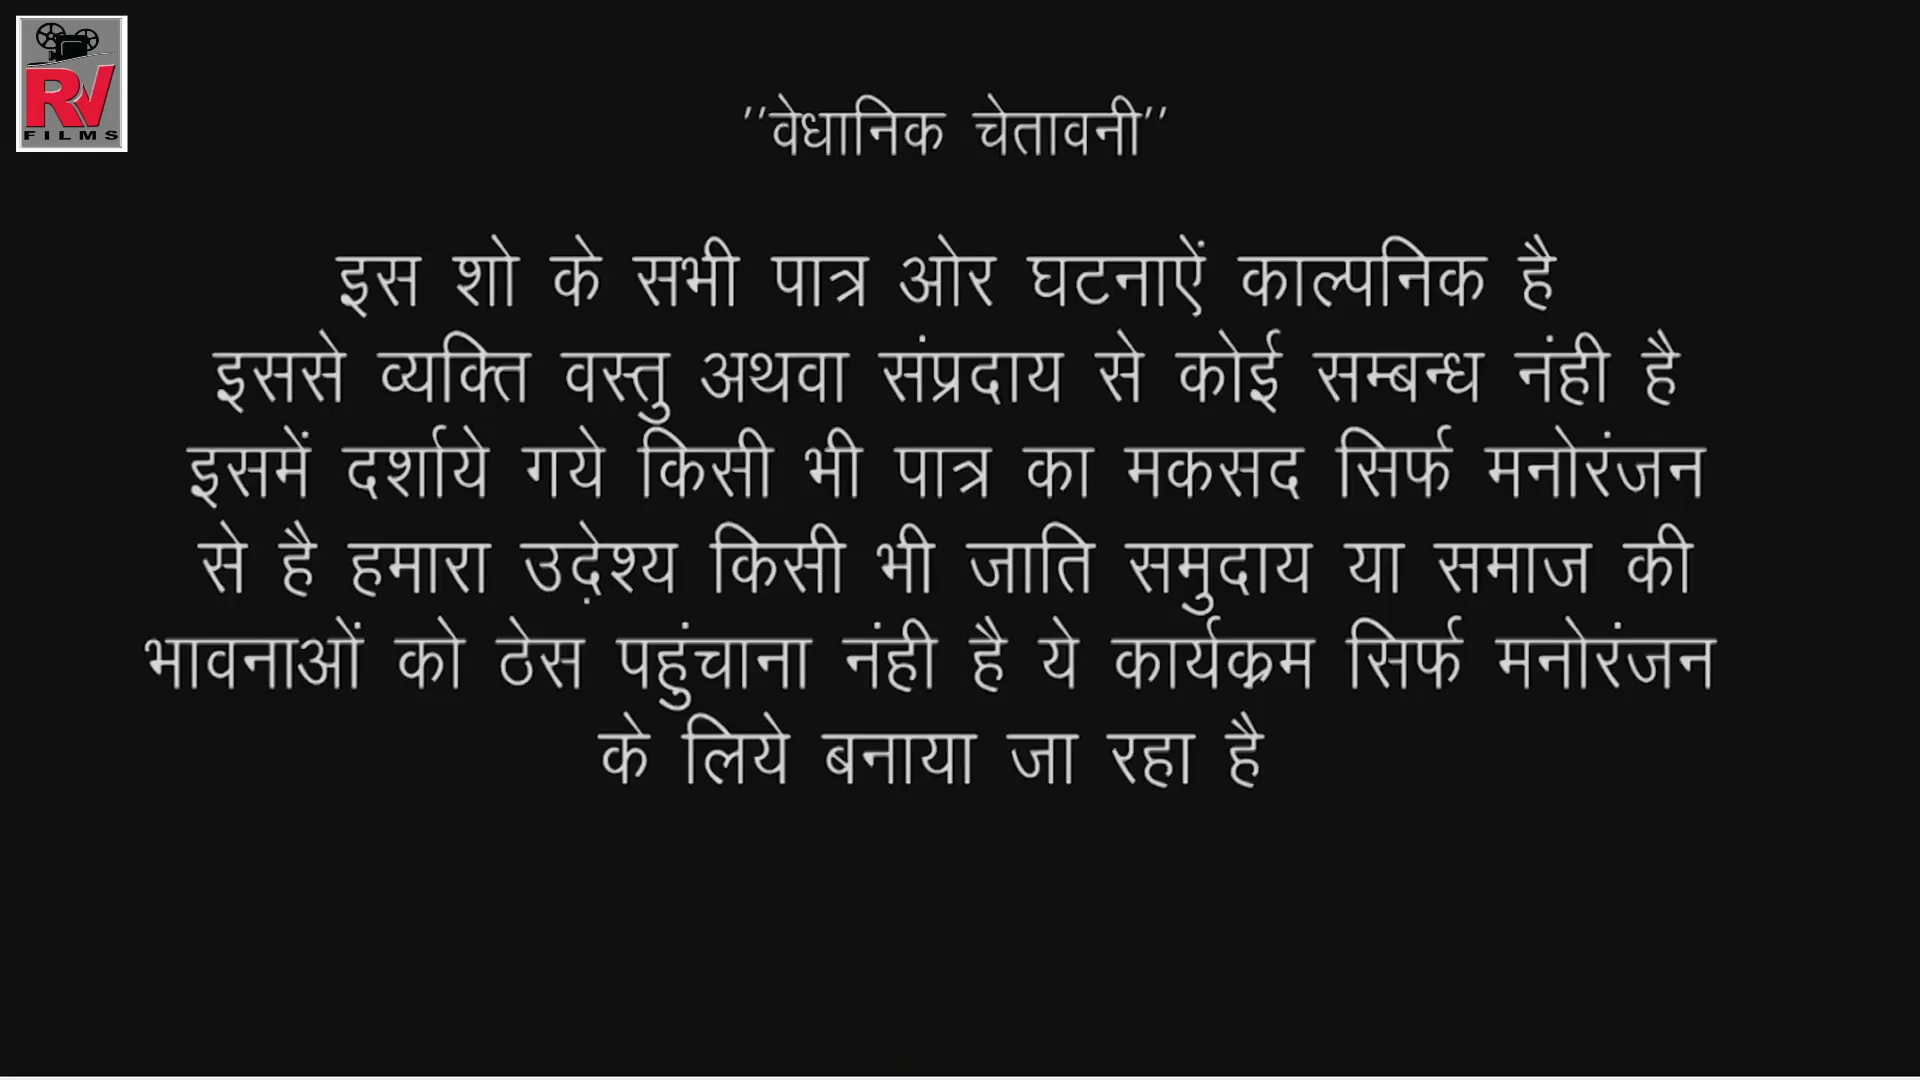 RV
FILMS
''वेधानिक चेतावनी''
इस शो के सभी पात्र ओर घटनाऐं काल्पनिक है
इससे व्यक्ति वस्तु अथवा संप्रदाय से कोई सम्बन्ध नंही है
इसमें दर्शाये गये किसी भी पात्र का मकसद सिर्फ मनोरंजन
से है हमारा उद़ेश्य किसी भी जाति समुदाय या समाज की
भावनाओं को ठेस पहुंचाना नंही है ये कार्यक्रम सिर्फ मनोरंजन
के लिये बनाया जा रहा है